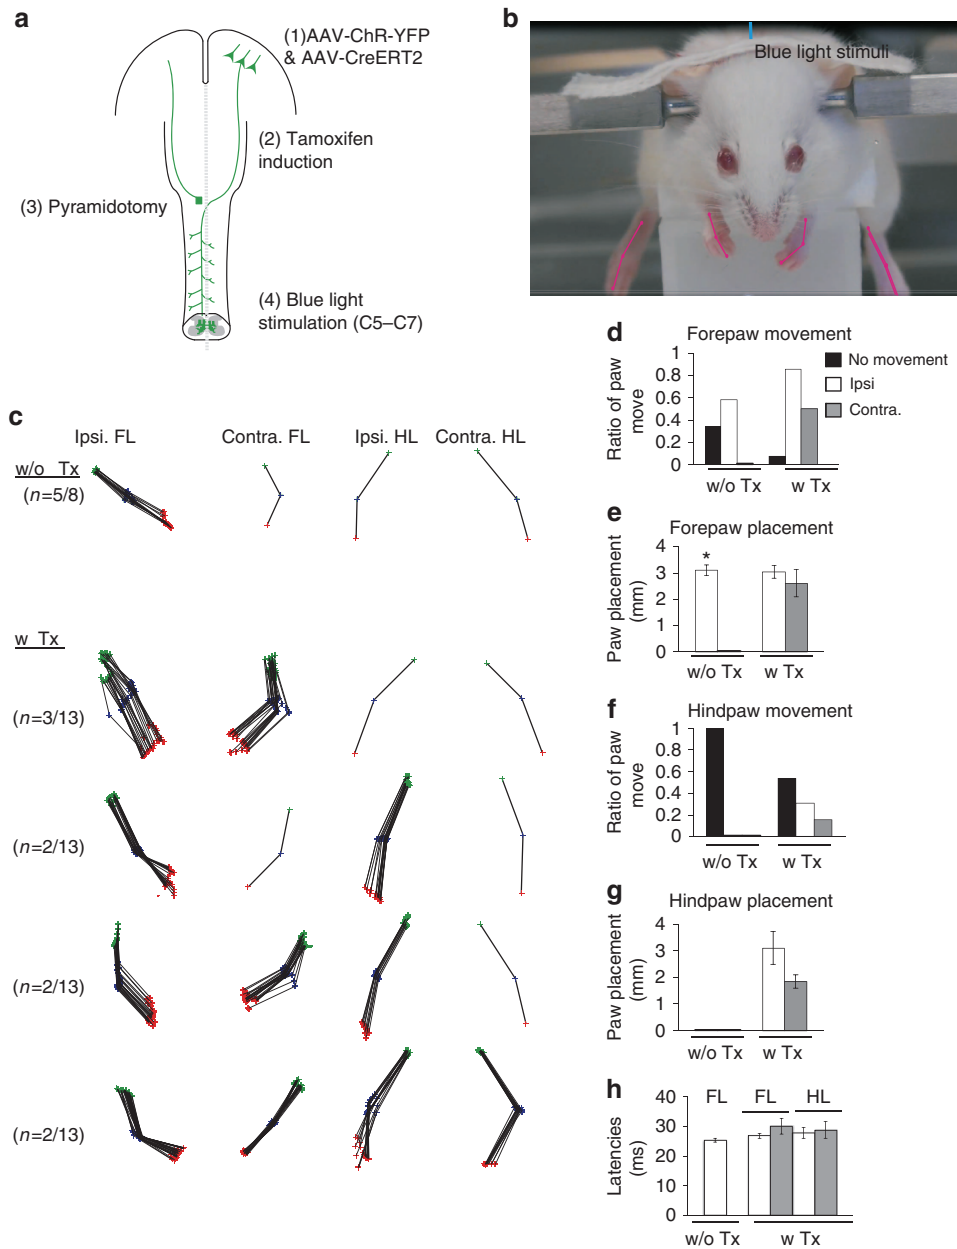 a
(1)AAV-ChR-YFP
& AAV-CreERT2
(2) Tamoxifen
induction
(3) Pyramidotomy
(4) Blue light
stimulation (C5–C7)
b
Blue light stimuli
c
Ipsi. FL Contra. FL Ipsi. HL Contra. HL
w/o Tx
(n=5/8)
w Tx
(n=3/13)
(n=2/13)
(n=2/13)
(n=2/13)
d
Forepaw movement
Ratio of paw
move
1
0.8
0.6
0.4
0.2
0
No movement
Ipsi
Contra.
w/o Tx w Tx
e
Forepaw placement
Paw placement
(mm)
4
3
2
1
0
*
w/o Tx w Tx
f
Hindpaw movement
Ratio of paw
move
1
0.8
0.6
0.4
0.2
0
w/o Tx w Tx
g
Hindpaw placement
Paw placement
(mm)
4
3
2
1
0
w/o Tx w Tx
h
Latencies
(ms)
40
30
20
10
0
FL FL HL
w/o Tx w Tx